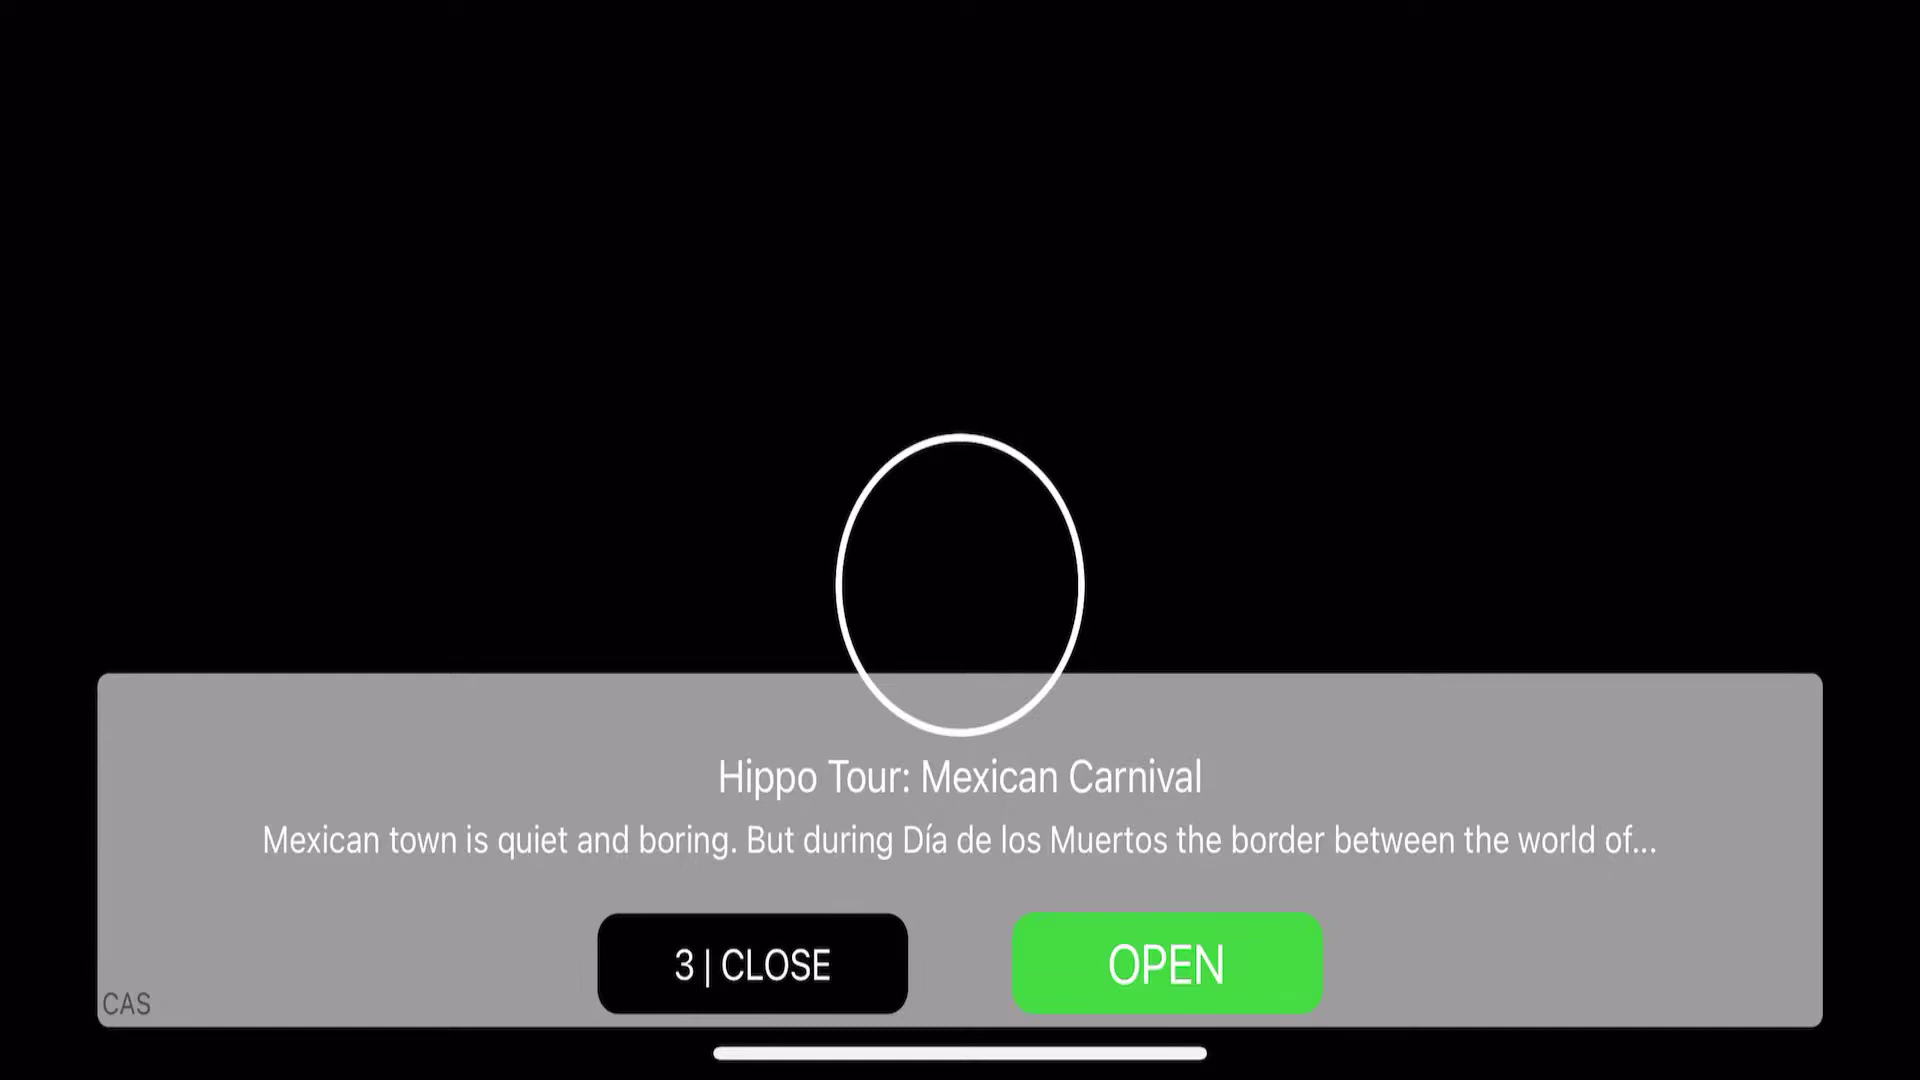 Hippo Tour: Mexican Carnival
Mexican town is quiet and boring. But during Día de los Muertos the border between the world of...
3 | CLOSE
OPEN
CAS